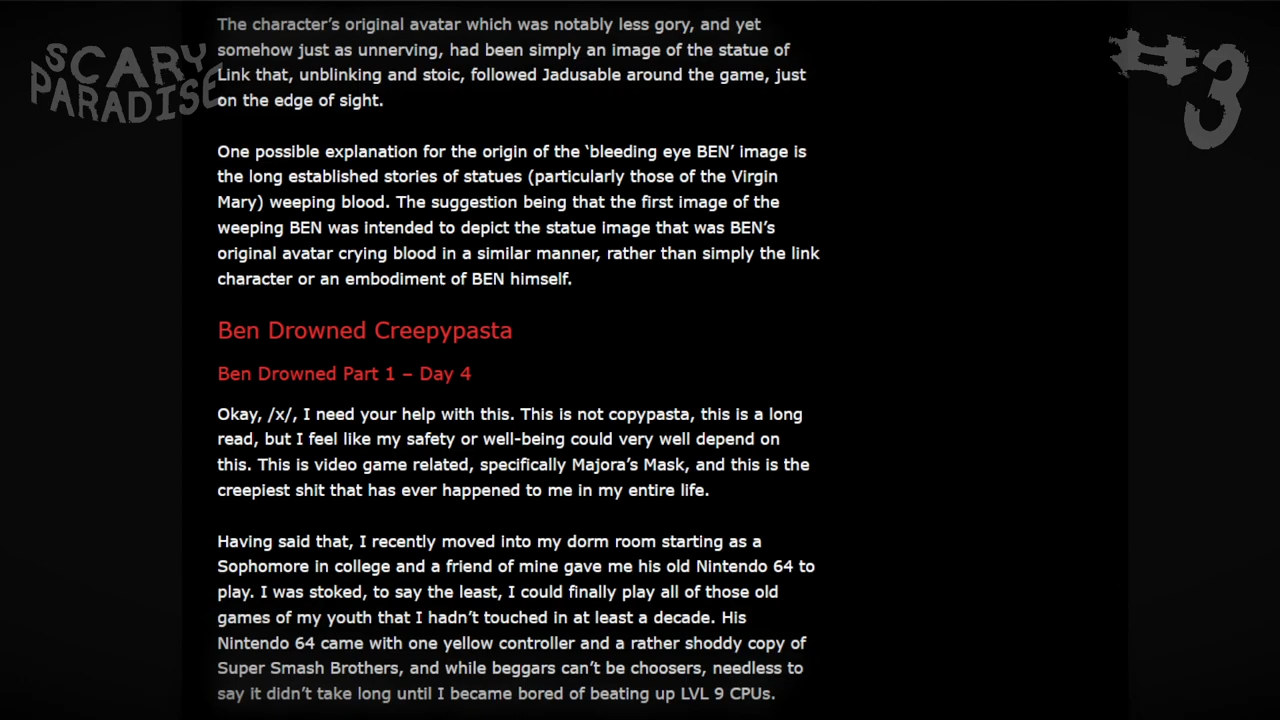 SCARY
PARADISE
#3
The character’s original avatar which was notably less gory, and yet
somehow just as unnerving, had been simply an image of the statue of
Link that, unblinking and stoic, followed Jadusable around the game, just
on the edge of sight.
One possible explanation for the origin of the ‘bleeding eye BEN’ image is
the long established stories of statues (particularly those of the Virgin
Mary) weeping blood. The suggestion being that the first image of the
weeping BEN was intended to depict the statue image that was BEN’s
original avatar crying blood in a similar manner, rather than simply the link
character or an embodiment of BEN himself.
Ben Drowned Creepypasta
Ben Drowned Part 1 – Day 4
Okay, /x/, I need your help with this. This is not copypasta, this is a long
read, but I feel like my safety or well-being could very well depend on
this. This is video game related, specifically Majora’s Mask, and this is the
creepiest shit that has ever happened to me in my entire life.
Having said that, I recently moved into my dorm room starting as a
Sophomore in college and a friend of mine gave me his old Nintendo 64 to
play. I was stoked, to say the least, I could finally play all of those old
games of my youth that I hadn’t touched in at least a decade. His
Nintendo 64 came with one yellow controller and a rather shoddy copy of
Super Smash Brothers, and while beggars can’t be choosers, needless to
say it didn’t take long until I became bored of beating up LVL 9 CPUs.